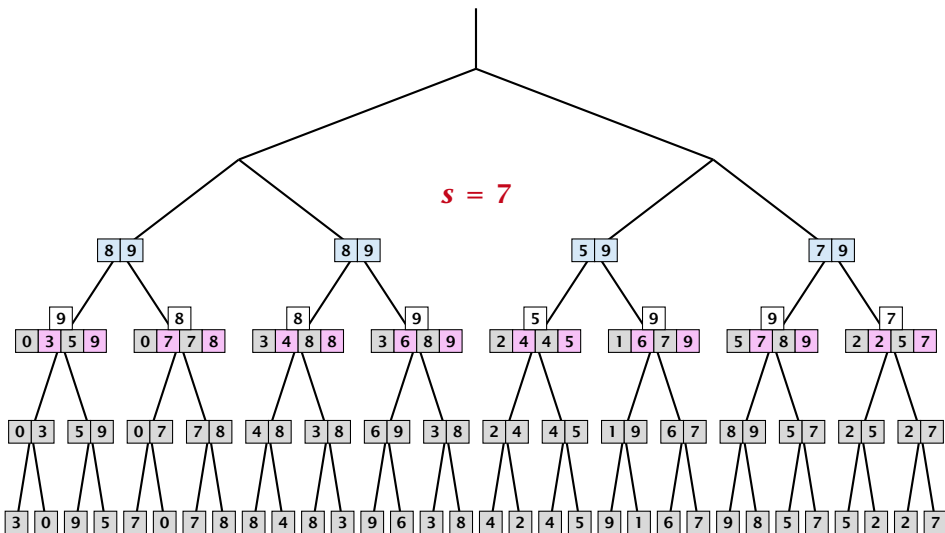 s = 7
8 9 8 9 5 9 7 9
9 8 8 9 5 9 9 7
0 3 5 9 0 7 7 8 3 4 8 8 3 6 8 9 2 4 4 5 1 6 7 9 5 7 8 9 2 2 5 7
0 3 5 9 0 7 7 8 4 8 3 8 6 9 3 8 2 4 4 5 1 9 6 7 8 9 5 7 2 5 2 7
3 0 9 5 7 0 7 8 8 4 8 3 9 6 3 8 4 2 4 5 9 1 6 7 9 8 5 7 5 2 2 7